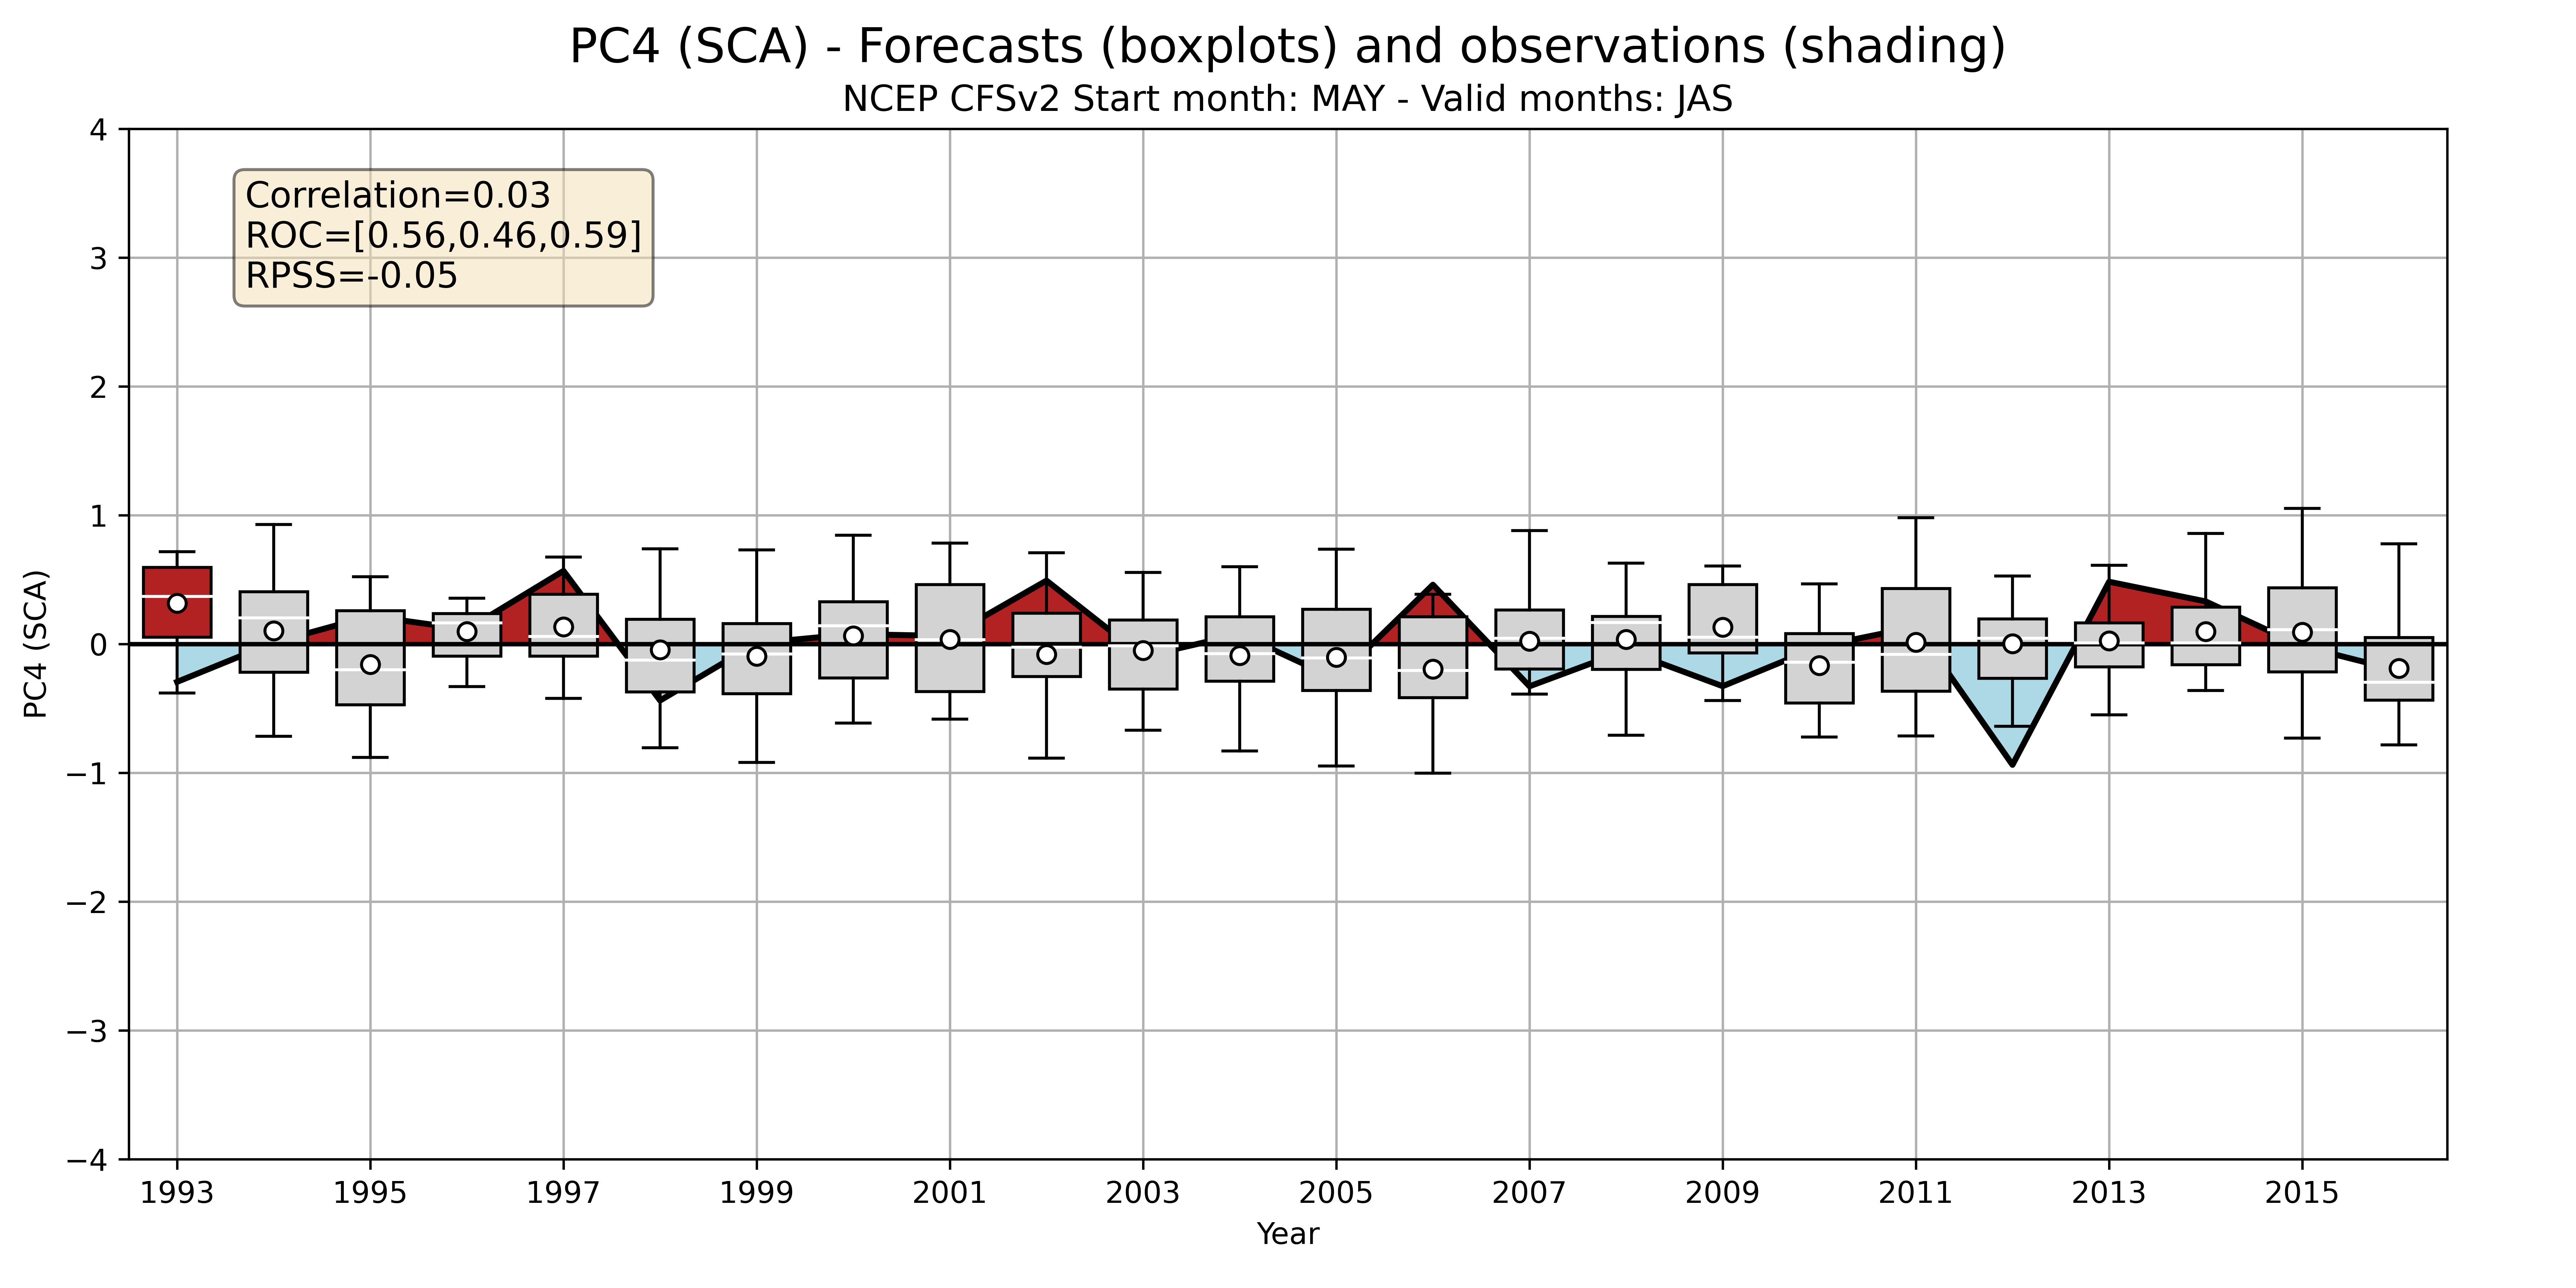 PC4 (SCA) - Forecasts (boxplots) and observations (shading)
NCEP CFSv2 Start month: MAY - Valid months: JAS
Correlation=0.03
ROC=[0.56,0.46,0.59]
RPSS=-0.05
PC4 (SCA)
4
3
2
1
0
−1
−2
−3
−4
1993 1995 1997 1999 2001 2003 2005 2007 2009 2011 2013 2015
Year